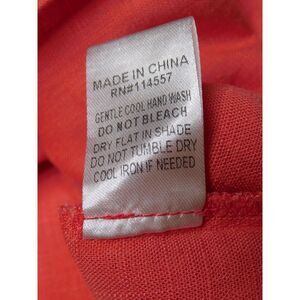 MADE IN CHINA
RN#114557
GENTLE COOL HAND WASH
DO NOT BLEACH
DRY FLAT IN SHADE
DO NOT TUMBLE DRY
COOL IRON IF NEEDED